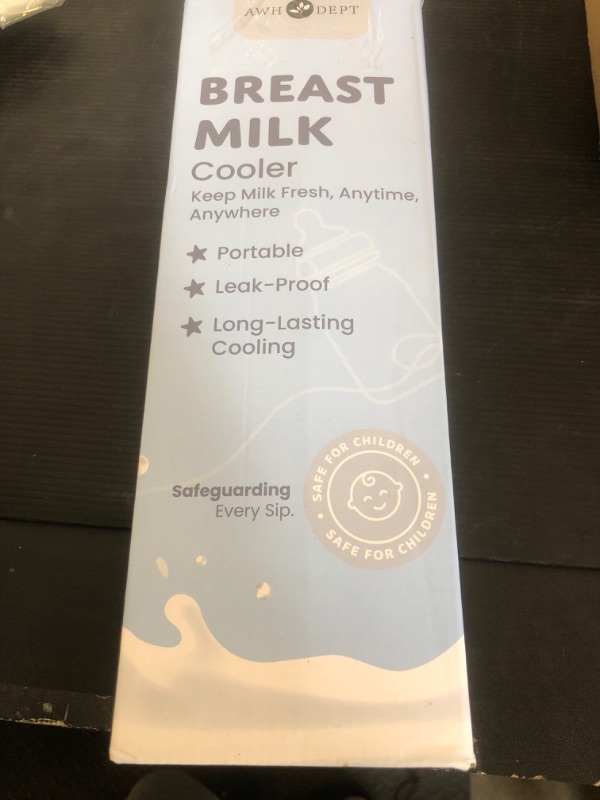 AWH DEPT
BREAST
MILK
Cooler
Keep Milk Fresh, Anytime,
Anywhere
Portable
Leak-Proof
Long-Lasting
Cooling
Safeguarding
Every Sip.
SAFE FOR CHILDREN
SAFE FOR CHILDREN